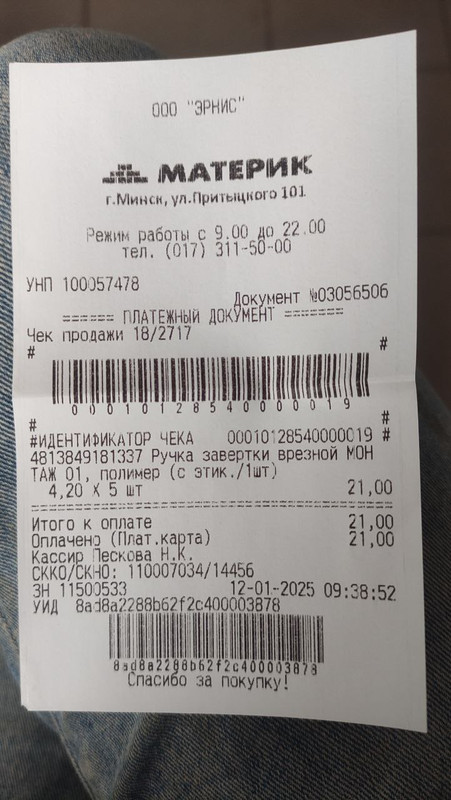 ООО "ЭРНИС"
МАТЕРИК
г.Минск, ул.Притыцкого 101
Режим работы с 9.00 до 22.00
тел. (017) 311-50-00
УНП 100057478
Документ №03056506
====== ПЛАТЕЖНЫЙ ДОКУМЕНТ =======
Чек продажи 18/2717
# #
00010128540000019
# #
#ИДЕНТИФИКАТОР ЧЕКА 00010128540000019 #
4813849181337 Ручка завертки врезной МОН
ТАЖ 01, полимер (с этик./1шт)
4,20 X 5 шт 21,00
Итого к оплате 21,00
Оплачено (Плат.карта) 21,00
Кассир Пескова Н.К.
СККО/СКНО: 110007034/14456
ЗН 11500533 12-01-2025 09:38:52
УИД 8ad8a2288b62f2c400003878
8ad8a2288b62f2c400003878
Спасибо за покупку!